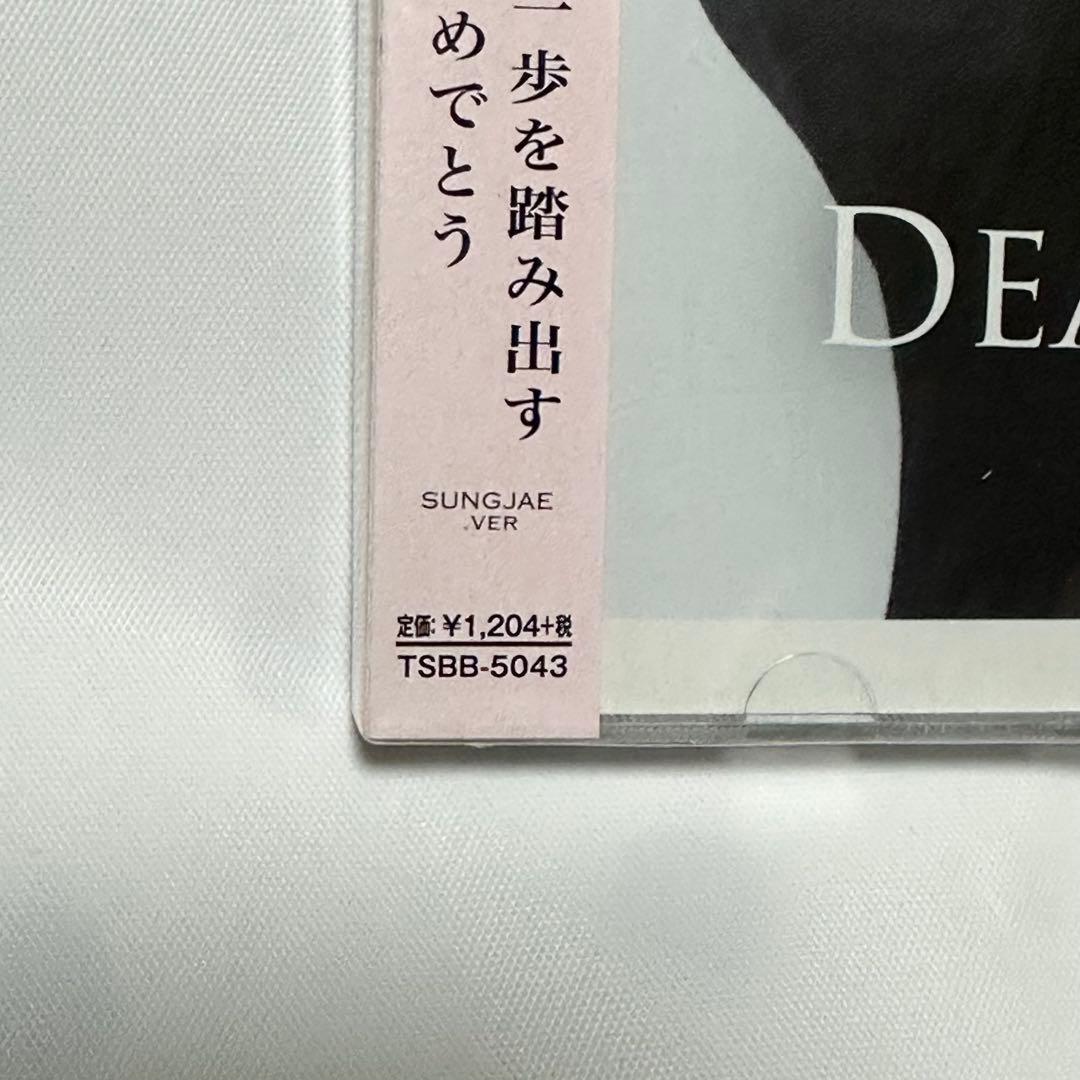 一歩を踏み出す
めでとう
SUNGJAE
.VER
定価:¥1,204+税
TSBB-5043
DEA